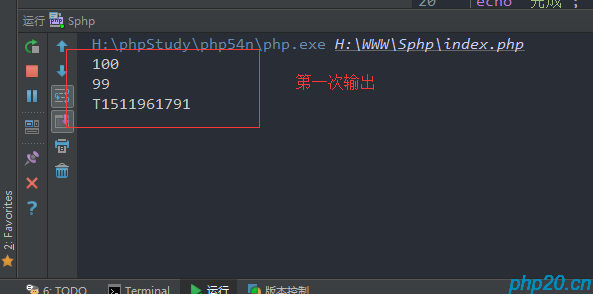 20 echo '完成';
运行 Sphp
H:\phpStudy\php54n\php.exe H:\WWW\Sphp\index.php
100
99
T1511961791
第一次输出
2: Favorites
6: TODO Terminal 运行 版本控制
php20.cn